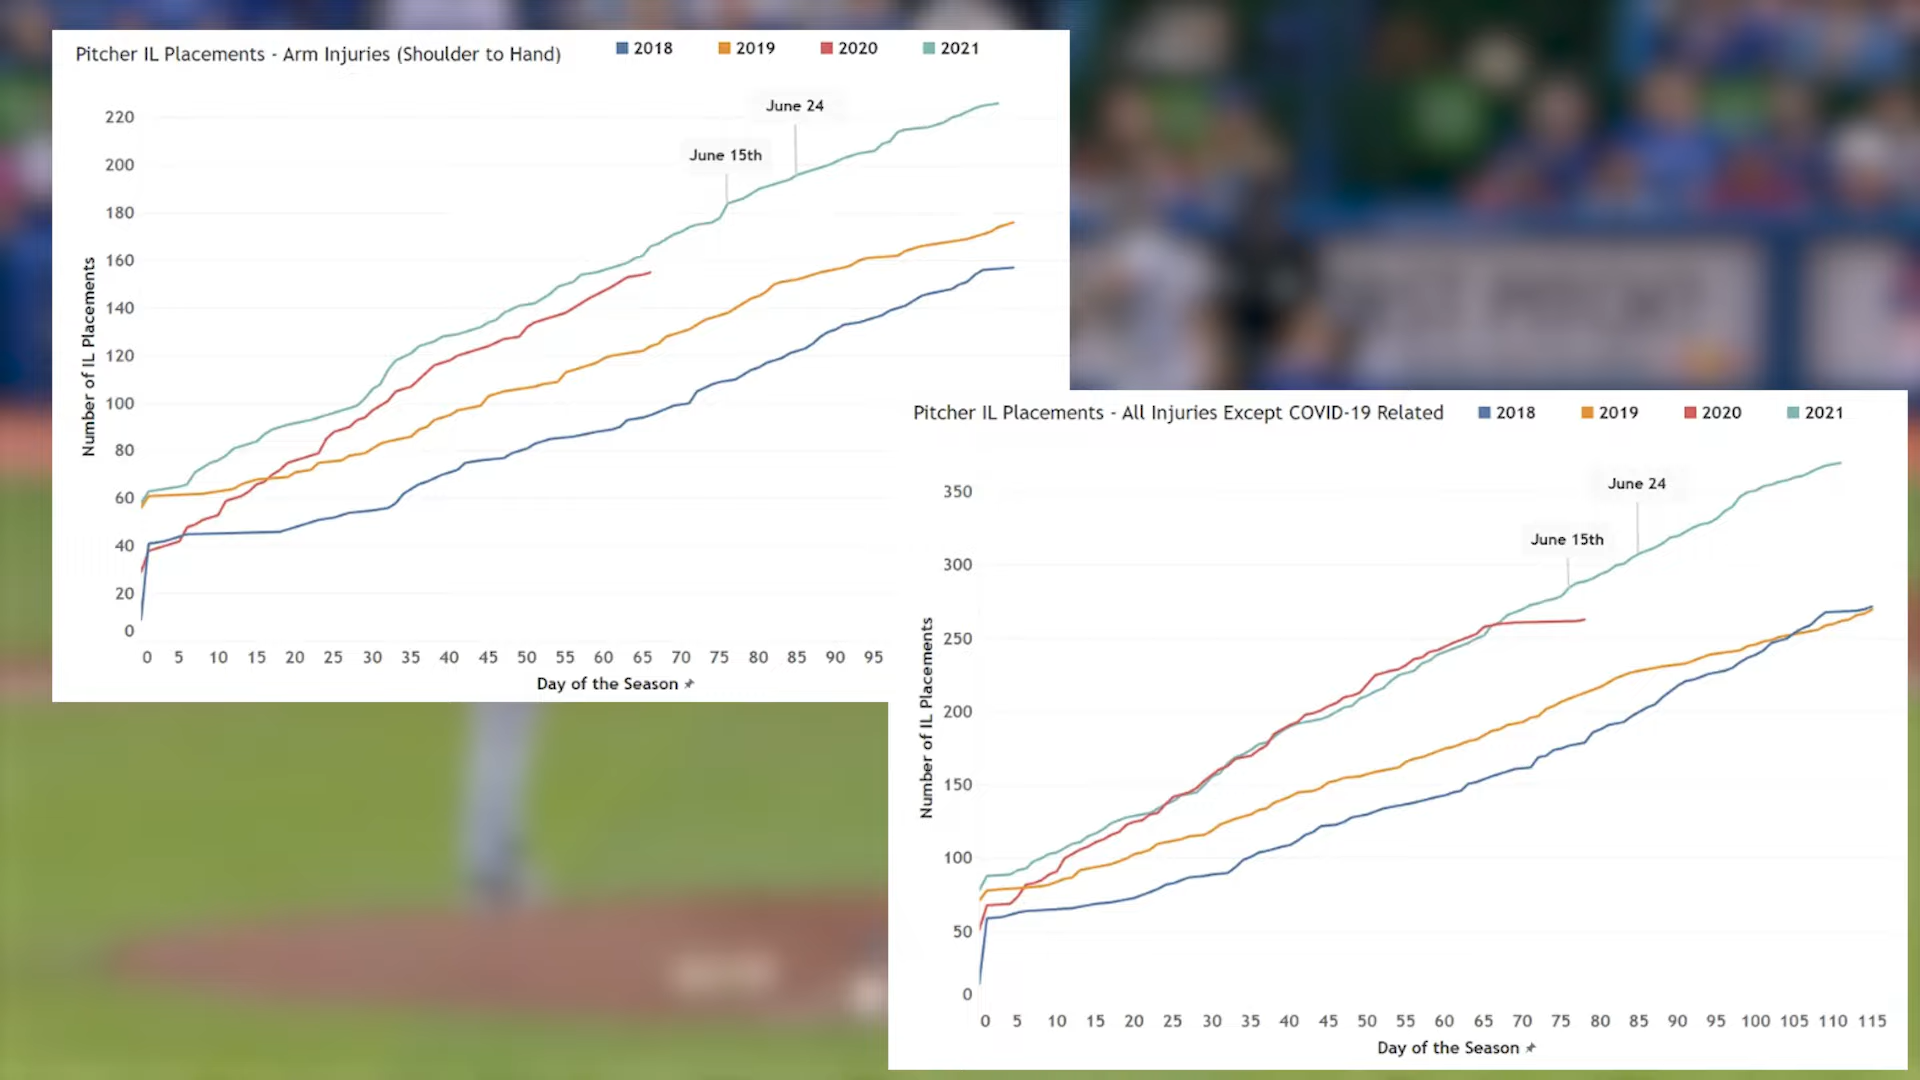 Pitcher IL Placements - Arm Injuries (Shoulder to Hand)
2018 2019 2020 2021
220
200
180
160
140
120
100
80
60
40
20
0
June 24
June 15th
Number of IL Placements
0 5 10 15 20 25 30 35 40 45 50 55 60 65 70 75 80 85 90 95
Day of the Season
Pitcher IL Placements - All Injuries Except COVID-19 Related
2018 2019 2020 2021
350
300
250
200
150
100
50
0
June 24
June 15th
Number of IL Placements
0 5 10 15 20 25 30 35 40 45 50 55 60 65 70 75 80 85 90 95 100 105 110 115
Day of the Season